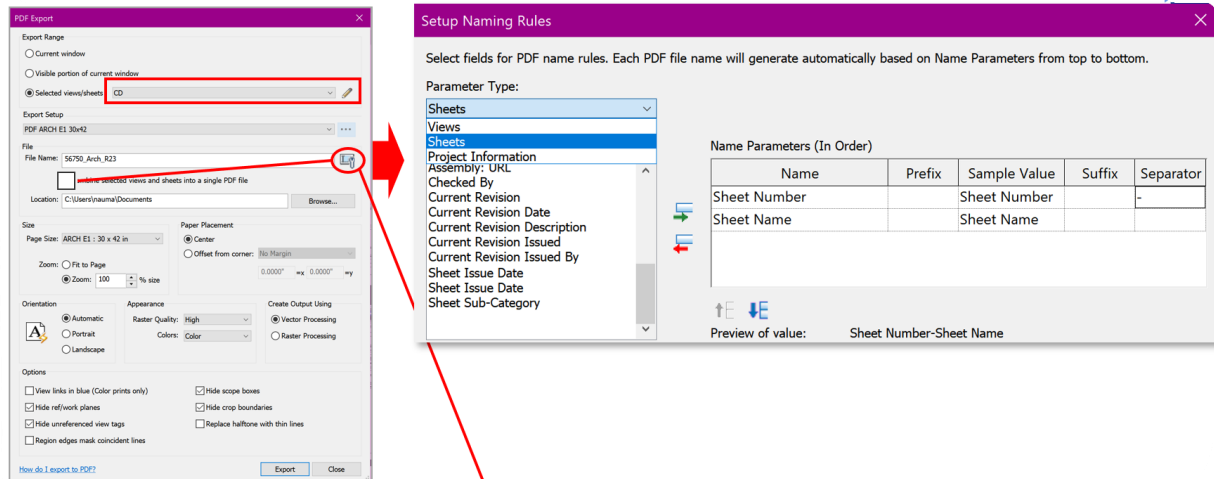 PDF Export
Export Range
Current window
Visible portion of current window
Selected views/sheets CD
Export Setup
PDF ARCH E1 30x42
File
File Name: 56750_Arch_R23
selected views and sheets into a single PDF file
Location: C:\Users\nauma\Documents Browse...
Size Paper Placement
Page Size: ARCH E1 : 30 x 42 in Center
Offset from corner: No Margin
Zoom: Fit to Page
0.0000" =x 0.0000" =y
Zoom: 100 % size
Orientation Appearance Create Output Using
Automatic Raster Quality: High Vector Processing
Portrait Colors: Color Raster Processing
Landscape
Options
View links in blue (Color prints only) Hide scope boxes
Hide ref/work planes Hide crop boundaries
Hide unreferenced view tags Replace halftone with thin lines
Region edges mask coincident lines
How do I export to PDF? Export Close
Setup Naming Rules
Select fields for PDF name rules. Each PDF file name will generate automatically based on Name Parameters from top to bottom.
Parameter Type:
Sheets
Views
Sheets
Project Information
Assembly: URL
Checked By
Current Revision
Current Revision Date
Current Revision Description
Current Revision Issued
Current Revision Issued By
Sheet Issue Date
Sheet Issue Date
Sheet Sub-Category
Name Parameters (In Order)
Name Prefix Sample Value Suffix Separator
Sheet Number Sheet Number -
Sheet Name Sheet Name
Preview of value: Sheet Number-Sheet Name